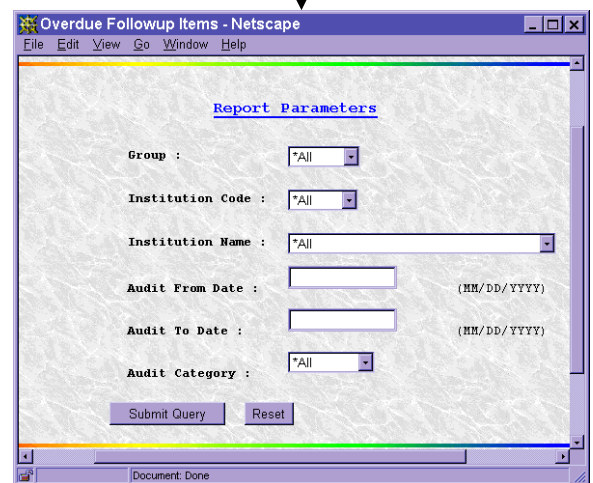 Overdue Followup Items - Netscape
File Edit View Go Window Help
Report Parameters
Group : *All
Institution Code : *All
Institution Name : *All
Audit From Date : (MM/DD/YYYY)
Audit To Date : (MM/DD/YYYY)
Audit Category : *All
Submit Query Reset
Document: Done